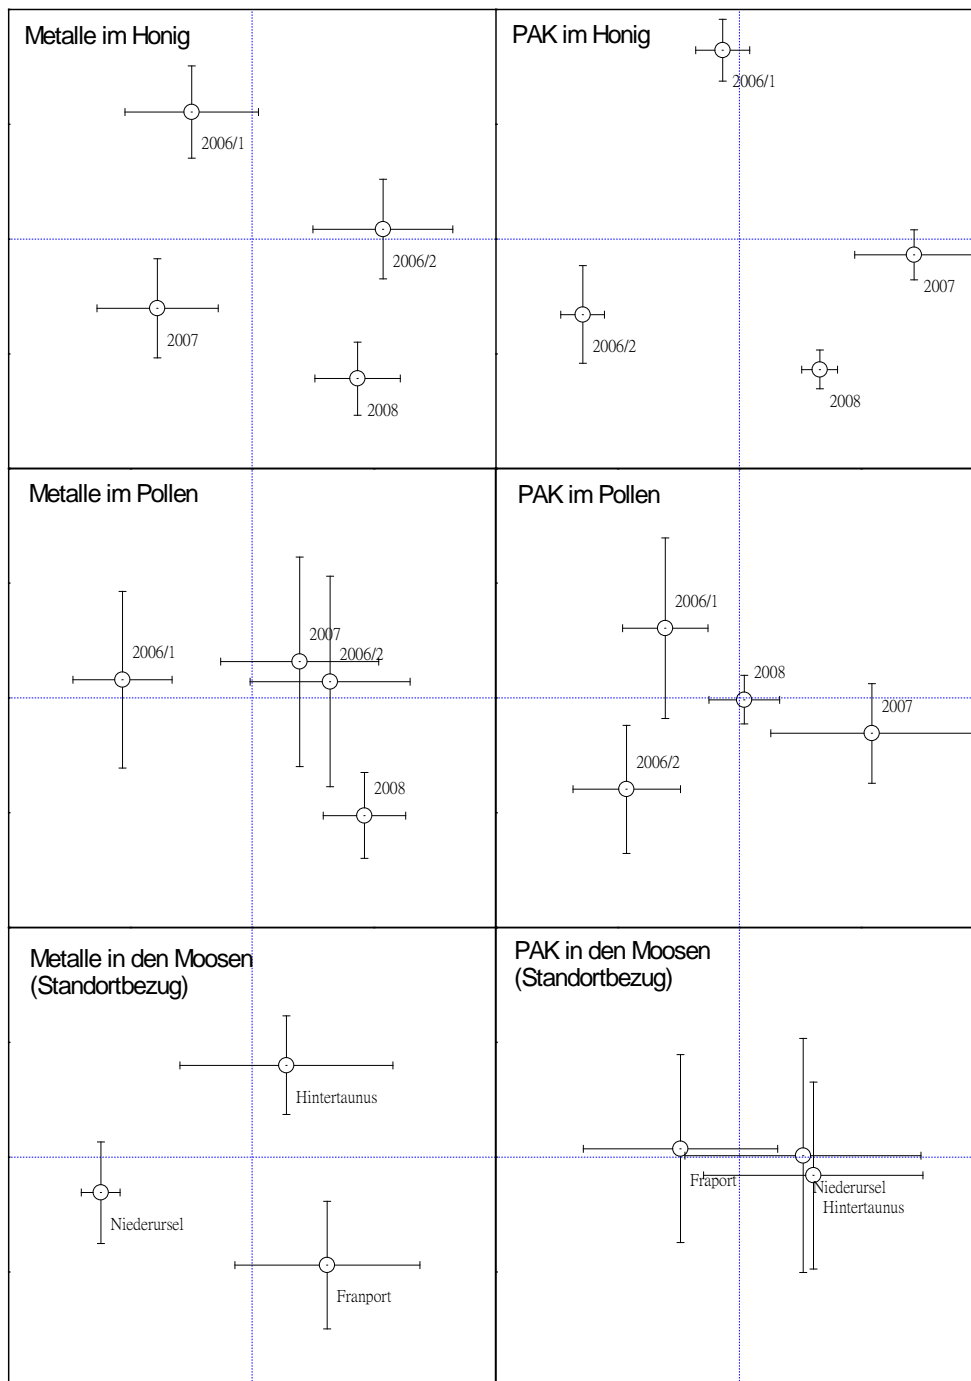 Metalle im Honig
2006/1
2006/2
2007
2008
PAK im Honig
2006/1
2007
2006/2
2008
Metalle im Pollen
2006/1
2007
2006/2
2008
PAK im Pollen
2006/1
2008
2007
2006/2
Metalle in den Moosen
(Standortbezug)
Hintertaunus
Niederursel
Franport
PAK in den Moosen
(Standortbezug)
Fraport
Niederursel
Hintertaunus